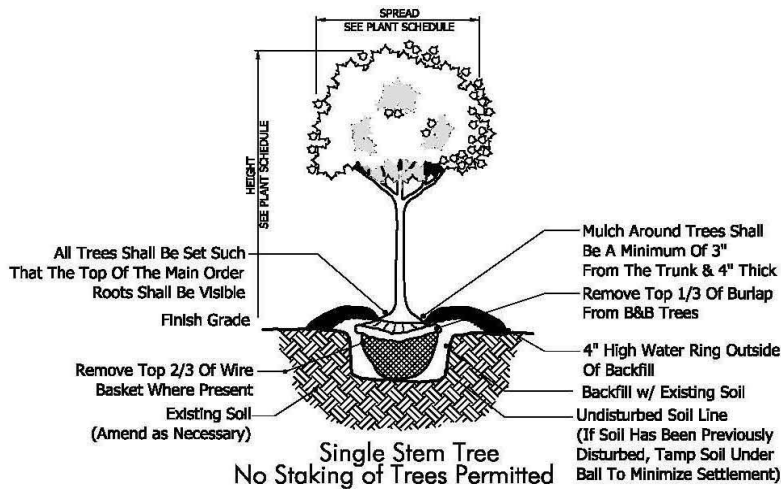 SPREAD
SEE PLANT SCHEDULE
HEIGHT
SEE PLANT SCHEDULE
All Trees Shall Be Set Such
That The Top Of The Main Order
Roots Shall Be Visible
Finish Grade
Remove Top 2/3 Of Wire
Basket Where Present
Existing Soil
(Amend as Necessary)
Mulch Around Trees Shall
Be A Minimum Of 3"
From The Trunk & 4" Thick
Remove Top 1/3 Of Burlap
From B&B Trees
4" High Water Ring Outside
Of Backfill
Backfill w/ Existing Soil
Undisturbed Soil Line
(If Soil Has Been Previously
Disturbed, Tamp Soil Under
Ball To Minimize Settlement)
Single Stem Tree
No Staking of Trees Permitted